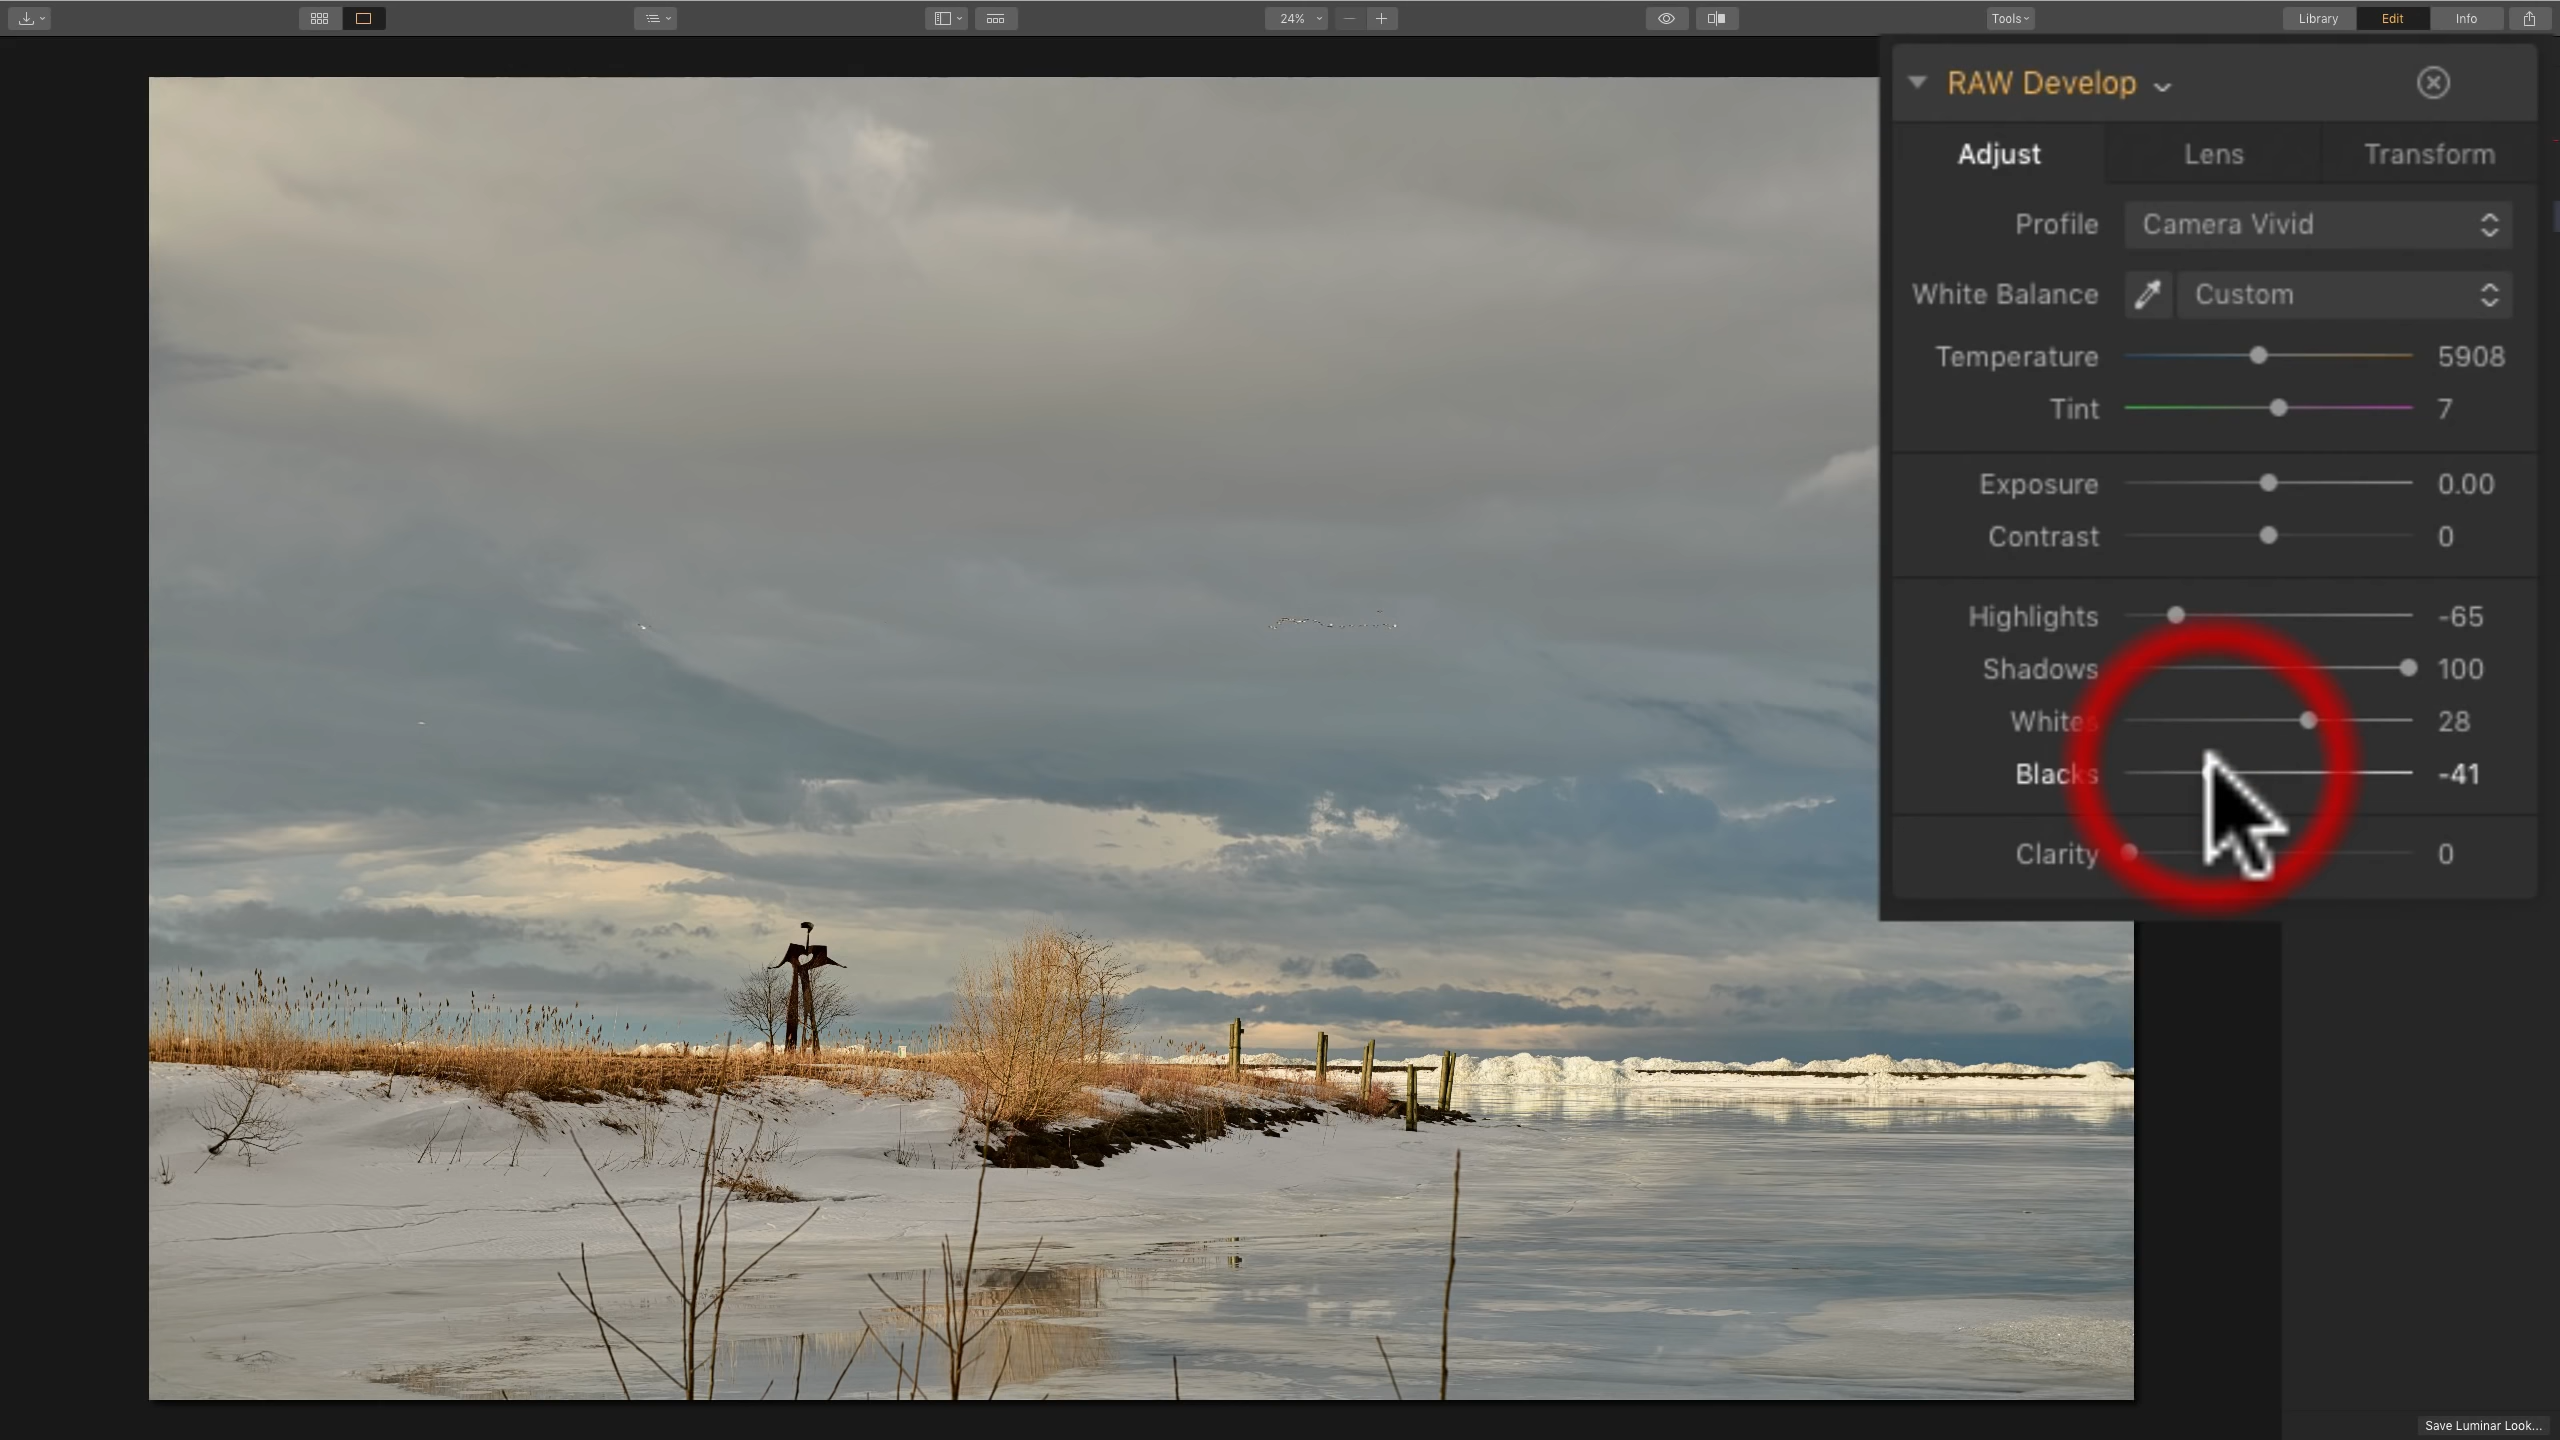 24%
Tools
Library Edit Info
RAW Develop
Adjust Lens Transform
Profile Camera Vivid
White Balance Custom
Temperature 5908
Tint 7
Exposure 0.00
Contrast 0
Highlights -65
Shadows 100
Whites 28
Blacks -41
Clarity 0
Save Luminar Look...